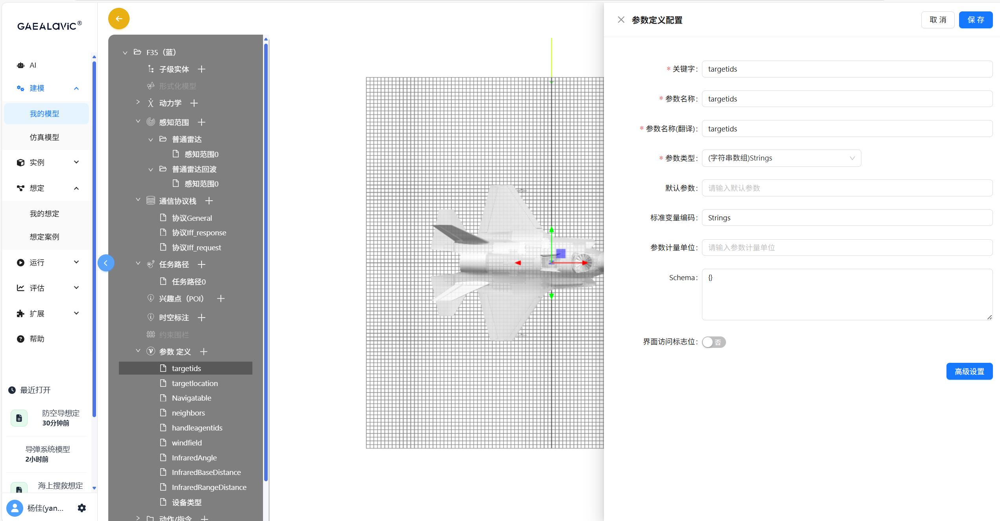 GAEALAVIC®
AI
建模
我的模型
仿真模型
实例
想定
我的想定
想定案例
运行
评估
扩展
帮助
最近打开
防空导想定
30分钟前
导弹系统模型
2小时前
海上搜救想定
杨佳(yan...
F35（蓝）
子级实体
形式化模型
动力学
感知范围
普通雷达
感知范围0
普通雷达回波
感知范围0
通信协议栈
协议General
协议Iff_response
协议Iff_request
任务路径
任务路径0
兴趣点（POI）
时空标注
约束围栏
参数 定义
targetids
targetlocation
Navigatable
neighbors
handleagentids
windfield
InfraredAngle
InfraredBaseDistance
InfraredRangeDistance
设备类型
动作/指令
参数定义配置
取 消
保 存
* 关键字: targetids
* 参数名称: targetids
* 参数名称(翻译): targetids
* 参数类型: (字符串数组)Strings
默认参数: 请输入默认参数
标准变量编码: Strings
参数计量单位: 请输入参数计量单位
Schema: {}
界面访问标志位: 否
高级设置